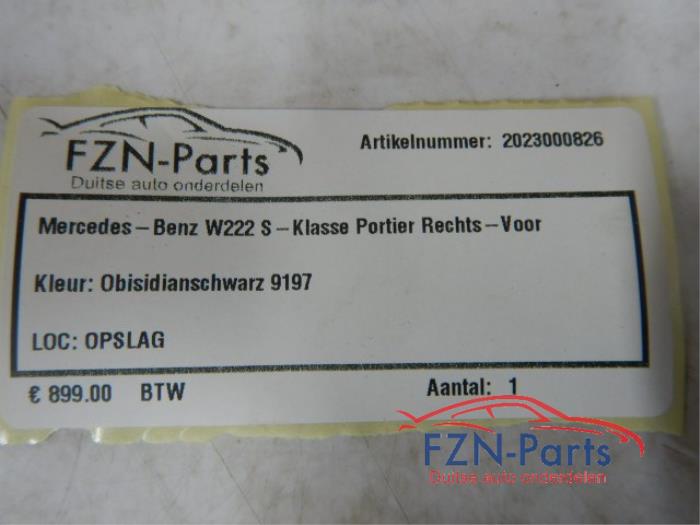 FZN-Parts
Duitse auto onderdelen
Artikelnummer: 2023000826
Mercedes-Benz W222 S-Klasse Portier Rechts-Voor
Kleur: Obisidianschwarz 9197
LOC: OPSLAG
€ 899.00 BTW Aantal: 1
FZN-Parts
Duitse auto onderdelen